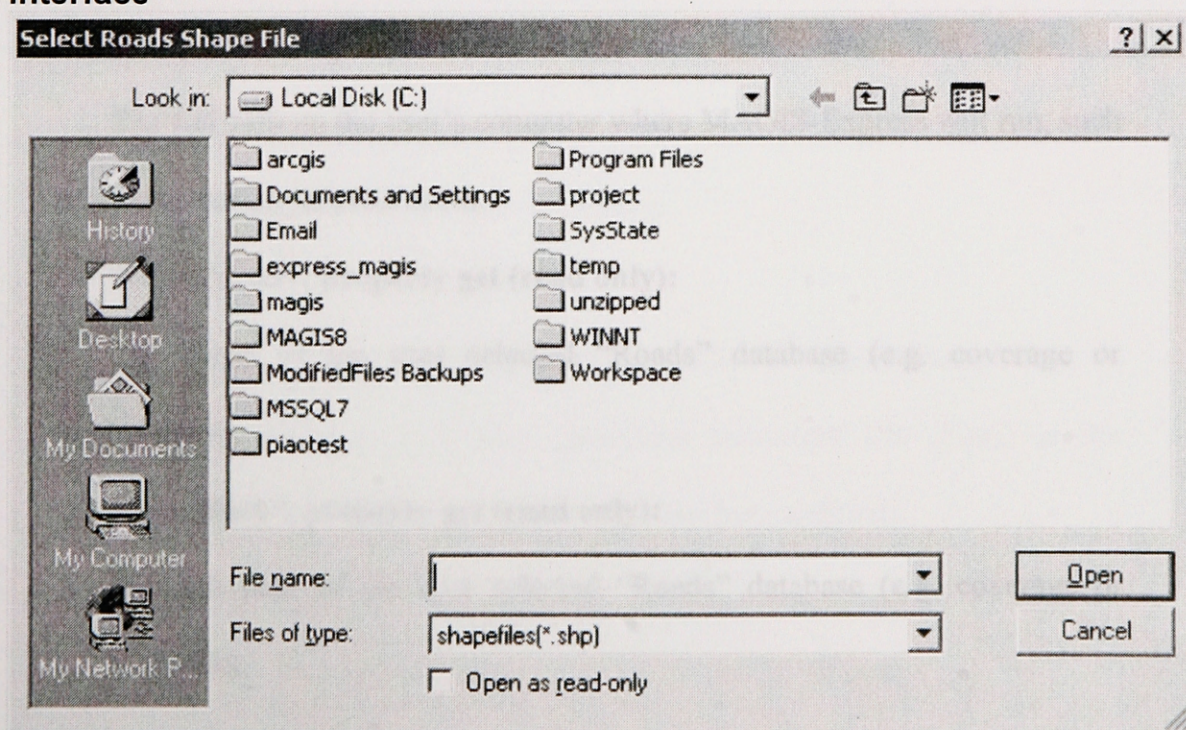 Interface
Select Roads Shape File
Look in:
Local Disk (C:)
arcgis
Documents and Settings
Email
express_magis
magis
MAGIS8
ModifiedFiles Backups
MSSQL7
piaotest
Program Files
project
SysState
temp
unzipped
WINNT
Workspace
History
Desktop
My Documents
My Computer
My Network P...
File name:
Open
Files of type:
shapefiles(*.shp)
Cancel
Open as read-only